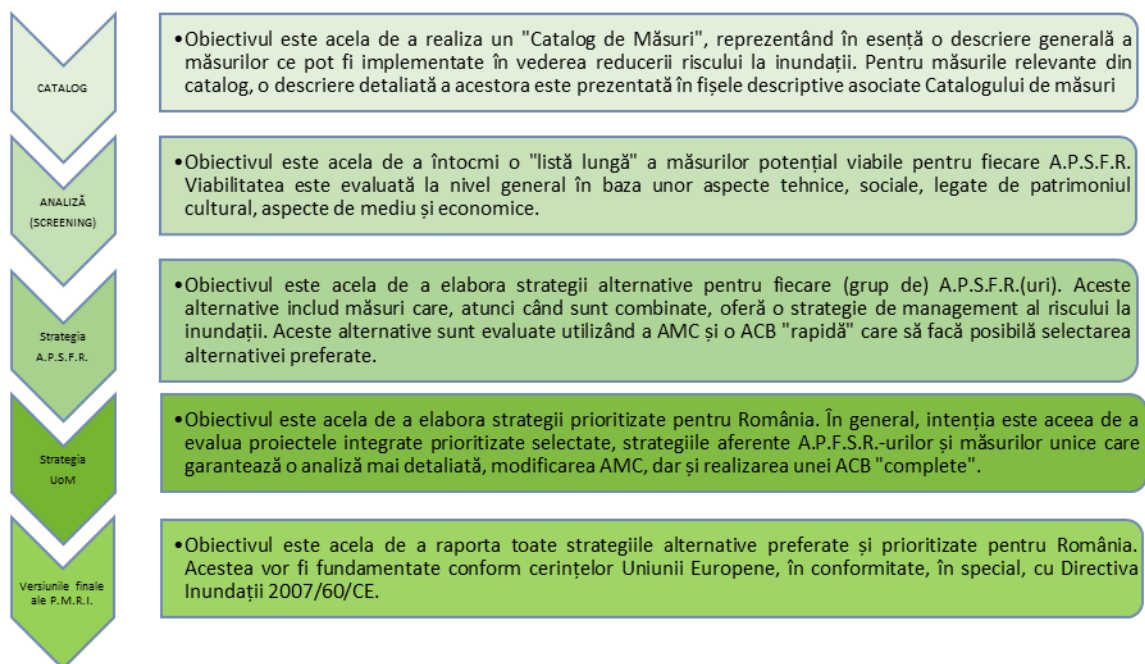 CATALOG
•Obiectivul este acela de a realiza un "Catalog de Măsuri", reprezentând în esență o descriere generală a
măsurilor ce pot fi implementate în vederea reducerii riscului la inundații. Pentru măsurile relevante din
catalog, o descriere detaliată a acestora este prezentată în fișele descriptive asociate Catalogului de măsuri
ANALIZĂ
(SCREENING)
•Obiectivul este acela de a întocmi o "listă lungă" a măsurilor potențial viabile pentru fiecare A.P.S.F.R.
Viabilitatea este evaluată la nivel general în baza unor aspecte tehnice, sociale, legate de patrimoniul
cultural, aspecte de mediu și economice.
Strategia
A.P.S.F.R.
•Obiectivul este acela de a elabora strategii alternative pentru fiecare (grup de) A.P.S.F.R.(uri). Aceste
alternative includ măsuri care, atunci când sunt combinate, oferă o strategie de management al riscului la
inundații. Aceste alternative sunt evaluate utilizând a AMC și o ACB "rapidă" care să facă posibilă selectarea
alternativei preferate.
Strategia
UoM
•Obiectivul este acela de a elabora strategii prioritizate pentru România. În general, intenția este aceea de a
evalua proiectele integrate prioritizate selectate, strategiile aferente A.P.F.S.R.-urilor și măsurilor unice care
garantează o analiză mai detaliată, modificarea AMC, dar și realizarea unei ACB "complete".
Versiunile finale
ale P.M.R.I.
•Obiectivul este acela de a raporta toate strategiile alternative preferate și prioritizate pentru România.
Acestea vor fi fundamentate conform cerințelor Uniunii Europene, în conformitate, în special, cu Directiva
Inundații 2007/60/CE.